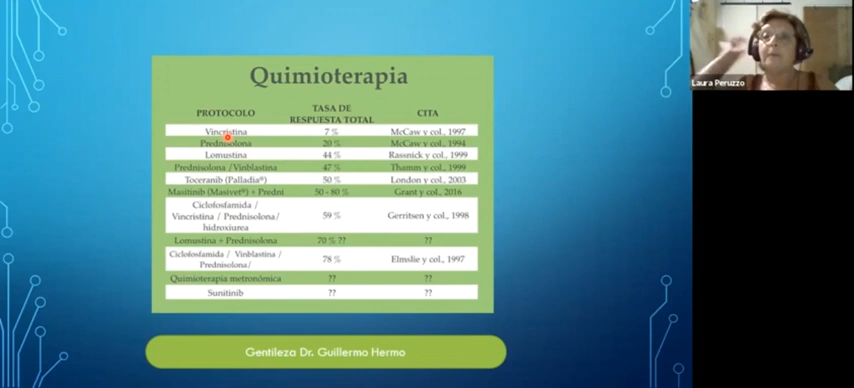 Laura Peruzzo
Quimioterapia
PROTOCOLO
TASA DE
RESPUESTA TOTAL
CITA
Vincristina 7 % McCaw y col., 1997
Prednisolona 20 % McCaw y col., 1994
Lomustina 44 % Rassnick y col., 1999
Prednisolona /Vinblastina 47 % Thamm y col., 1999
Toceranib (Palladia®) 50 % London y col., 2003
Masitinib (Masivet®) + Predni 50 - 80 % Grant y col., 2016
Ciclofosfamida /
Vincristina / Prednisolona/ 59 % Gerritsen y col., 1998
hidroxiurea
Lomustina + Prednisolona 70 % ?? ??
Ciclofosfamida / Vinblastina /
Prednisolona/ 78 % Elmslie y col., 1997
Quimioterapia metronómica ?? ??
Sunitinib ?? ??
Gentileza Dr. Guillermo Hermo